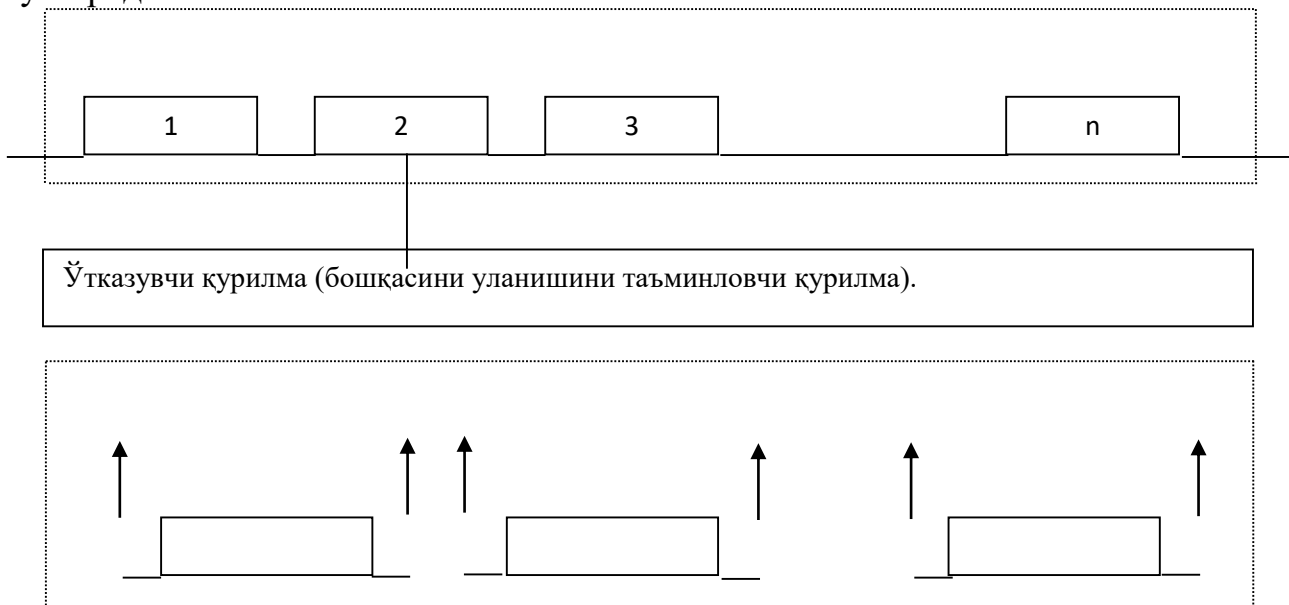 1 2 3 n
Ўтказувчи қурилма (бошқасини уланишини таъминловчи қурилма).